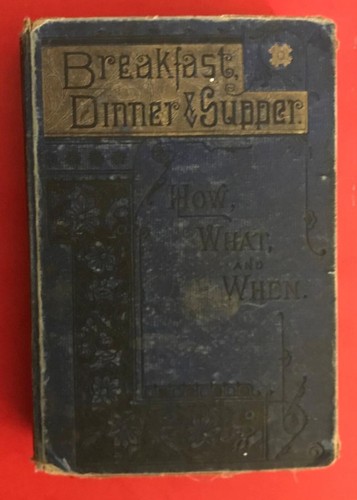 Breakfast,
Dinner & Supper.
How,
What,
and
When.